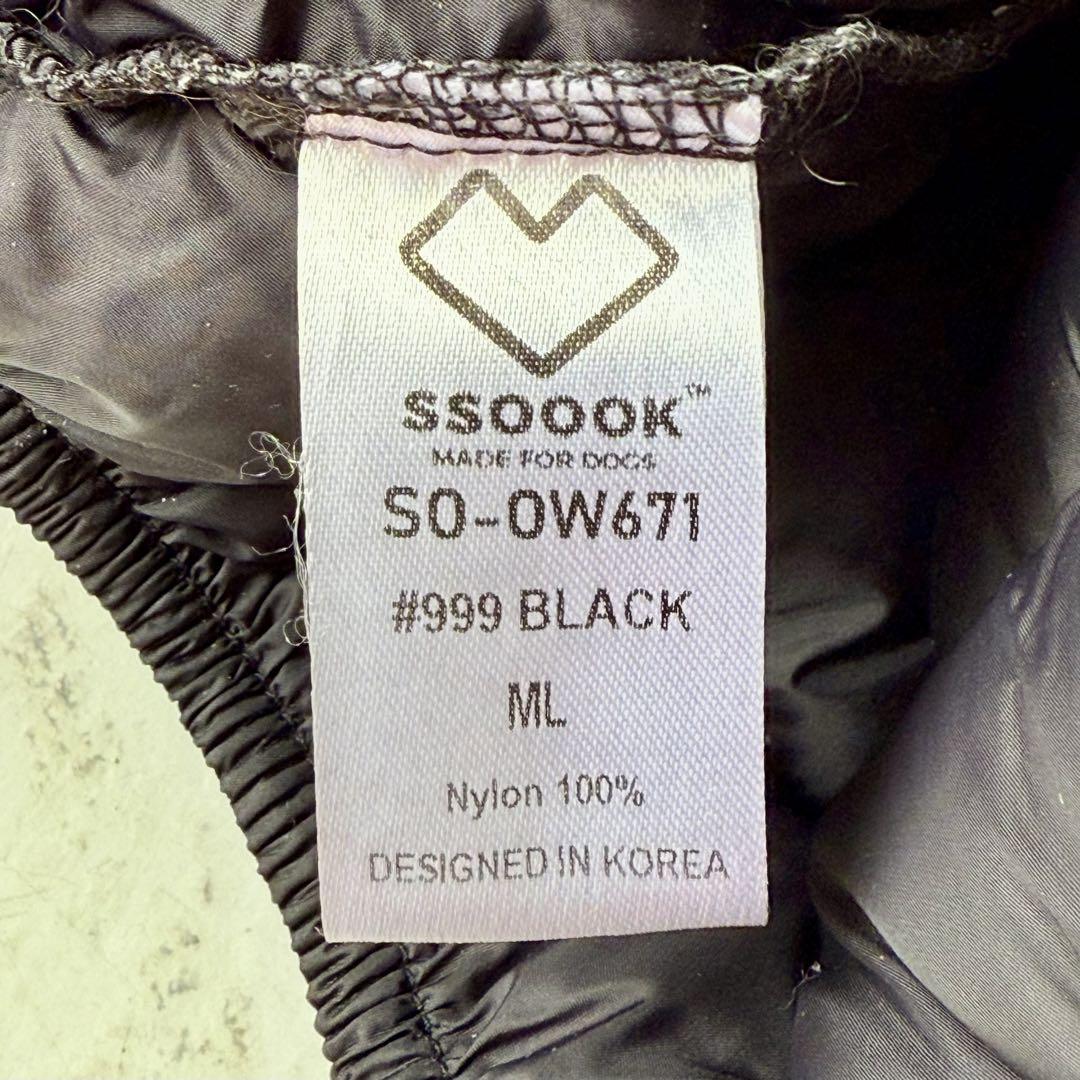 SSOOOK™
MADE FOR DOGS
SO-OW671
#999 BLACK
ML
Nylon 100%
DESIGNED IN KOREA